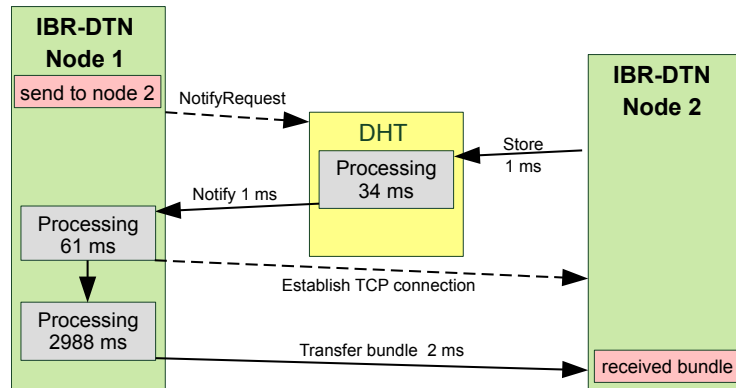 IBR-DTN
Node 1
send to node 2
NotifyRequest
DHT
Processing
34 ms
Store
1 ms
IBR-DTN
Node 2
Notify 1 ms
Processing
61 ms
Establish TCP connection
Processing
2988 ms
Transfer bundle 2 ms
received bundle